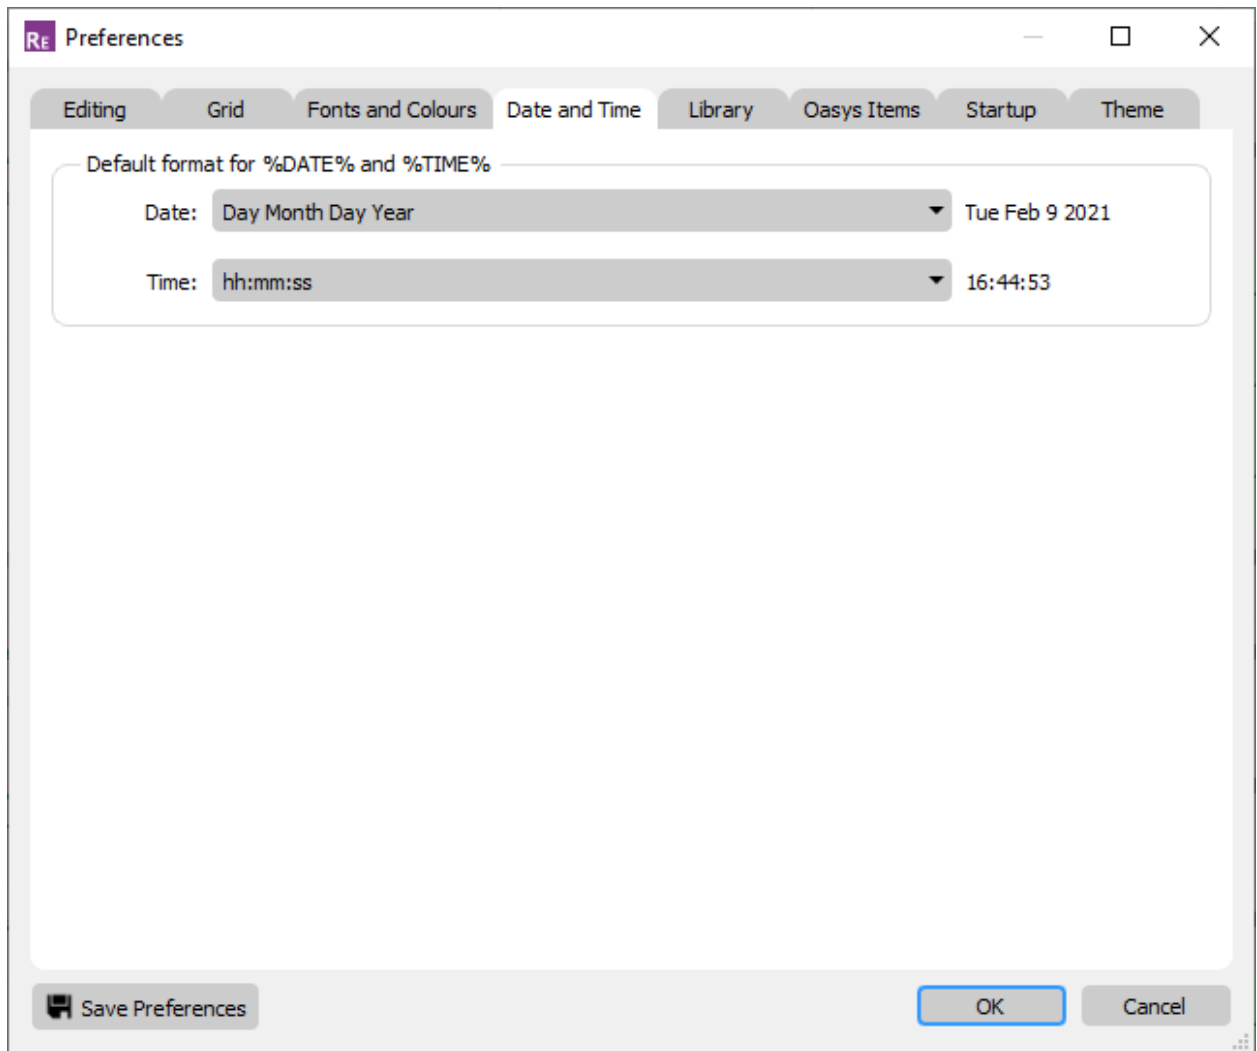 RE Preferences
Editing Grid Fonts and Colours Date and Time Library Oasys Items Startup Theme
Default format for %DATE% and %TIME%
Date: Day Month Day Year Tue Feb 9 2021
Time: hh:mm:ss 16:44:53
Save Preferences OK Cancel